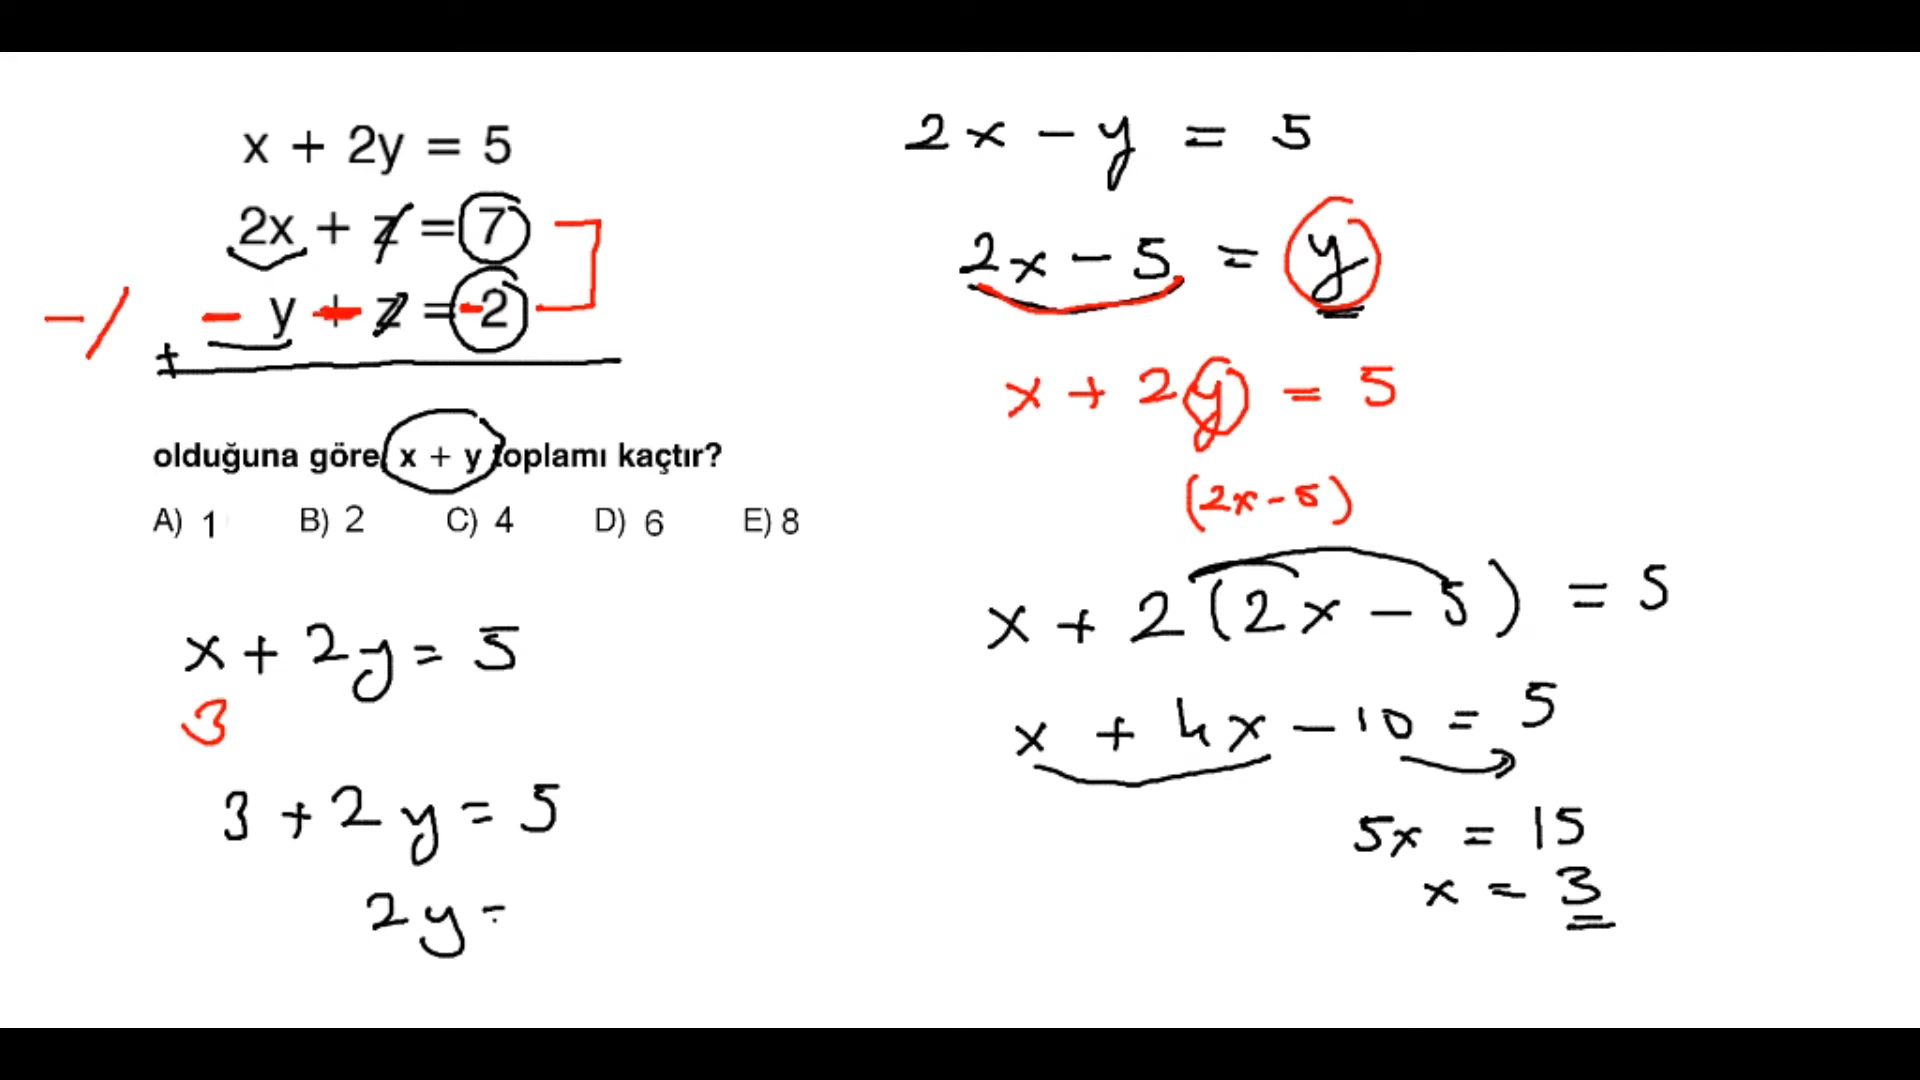 x + 2y = 5
2x + z = 7
-/ - y - z = -2
+
olduğuna göre, x + y toplamı kaçtır?
A) 1 B) 2 C) 4 D) 6 E) 8
x + 2y = 5
3
3 + 2y = 5
2y =
2x - y = 5
2x - 5 = y
x + 2y = 5
(2x - 5)
x + 2(2x - 5) = 5
x + 4x - 10 = 5
5x = 15
x = 3